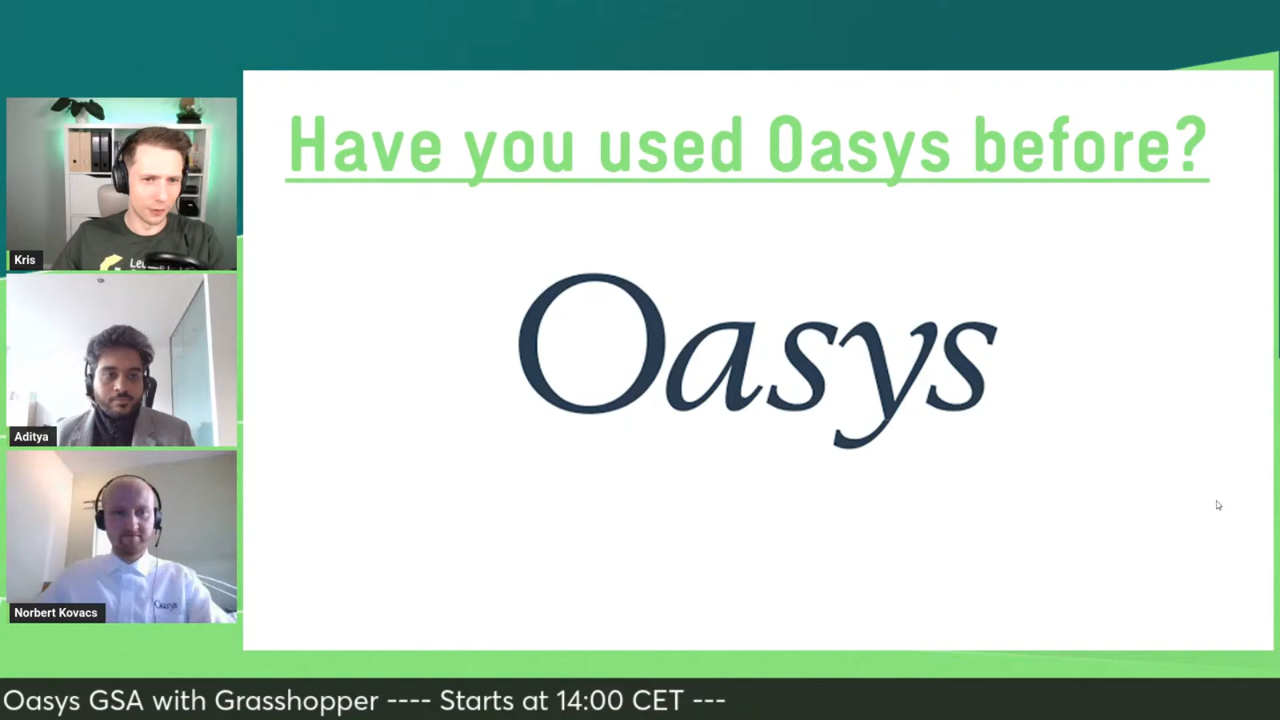 Have you used Oasys before?
Oasys
Kris
Aditya
Norbert Kovacs
Oasys
Oasys GSA with Grasshopper ---- Starts at 14:00 CET ---